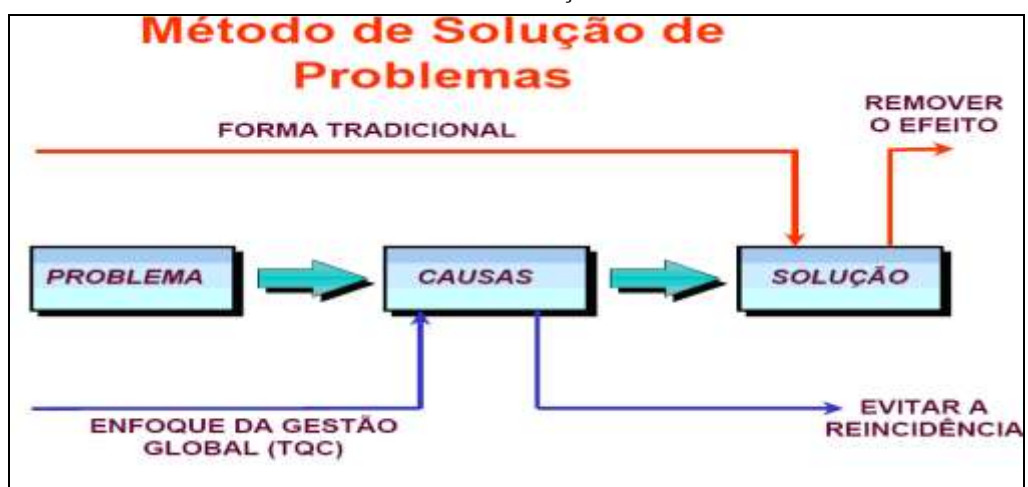 Método de Solução de
Problemas
FORMA TRADICIONAL
REMOVER
O EFEITO
PROBLEMA
CAUSAS
SOLUÇÃO
ENFOQUE DA GESTÃO
GLOBAL (TQC)
EVITAR A
REINCIDÊNCIA